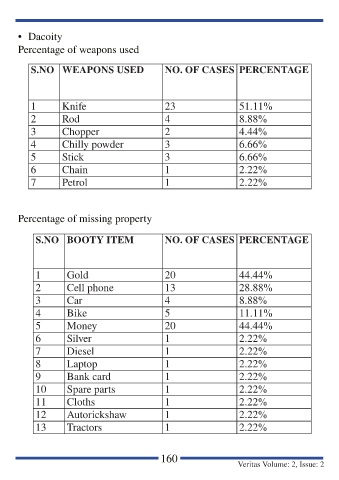 • Dacoity
Percentage of weapons used
S.NO WEAPONS USED NO. OF CASES PERCENTAGE
1 Knife 23 51.11%
2 Rod 4 8.88%
3 Chopper 2 4.44%
4 Chilly powder 3 6.66%
5 Stick 3 6.66%
6 Chain 1 2.22%
7 Petrol 1 2.22%
Percentage of missing property
S.NO BOOTY ITEM NO. OF CASES PERCENTAGE
1 Gold 20 44.44%
2 Cell phone 13 28.88%
3 Car 4 8.88%
4 Bike 5 11.11%
5 Money 20 44.44%
6 Silver 1 2.22%
7 Diesel 1 2.22%
8 Laptop 1 2.22%
9 Bank card 1 2.22%
10 Spare parts 1 2.22%
11 Cloths 1 2.22%
12 Autorickshaw 1 2.22%
13 Tractors 1 2.22%
160
Veritas Volume: 2, Issue: 2